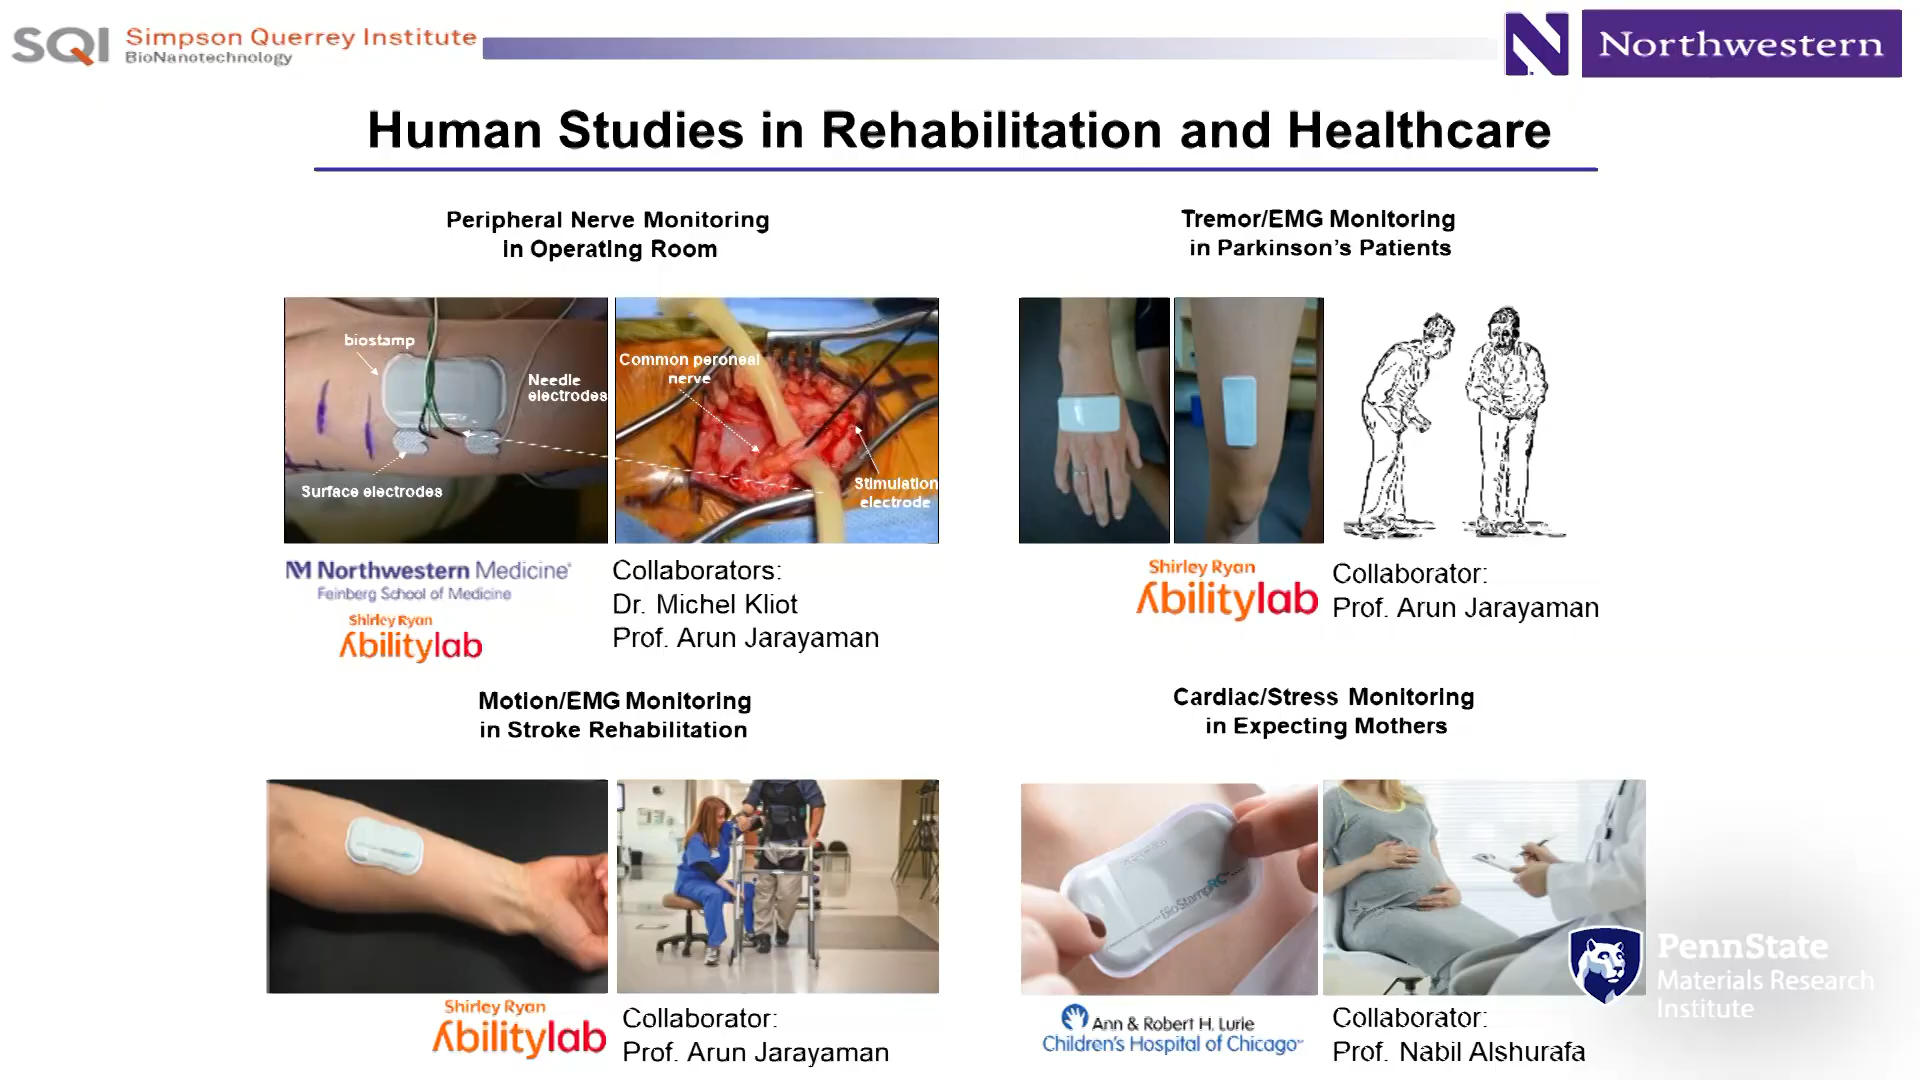 SQI Simpson Querrey Institute
BioNanotechnology
N Northwestern
Human Studies in Rehabilitation and Healthcare
Peripheral Nerve Monitoring
in Operating Room
biostamp
Needle
electrodes
Surface electrodes
Common peroneal
nerve
Stimulation
electrode
Northwestern Medicine
Feinberg School of Medicine
Shirley Ryan
Abilitylab
Collaborators:
Dr. Michel Kliot
Prof. Arun Jarayaman
Tremor/EMG Monitoring
in Parkinson's Patients
Shirley Ryan
Abilitylab
Collaborator:
Prof. Arun Jarayaman
Motion/EMG Monitoring
in Stroke Rehabilitation
Shirley Ryan
Abilitylab
Collaborator:
Prof. Arun Jarayaman
Cardiac/Stress Monitoring
in Expecting Mothers
BioStampRC
Ann & Robert H. Lurie
Children's Hospital of Chicago
Collaborator:
Prof. Nabil Alshurafa
PennState
Materials Research
Institute